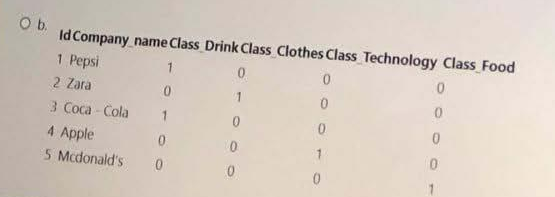 b.
Id Company_name Class_Drink Class_Clothes Class_Technology Class_Food
1 Pepsi 1 0 0 0
2 Zara 0 1 0 0
3 Coca - Cola 1 0 0 0
4 Apple 0 0 1 0
5 Mcdonald's 0 0 0 1